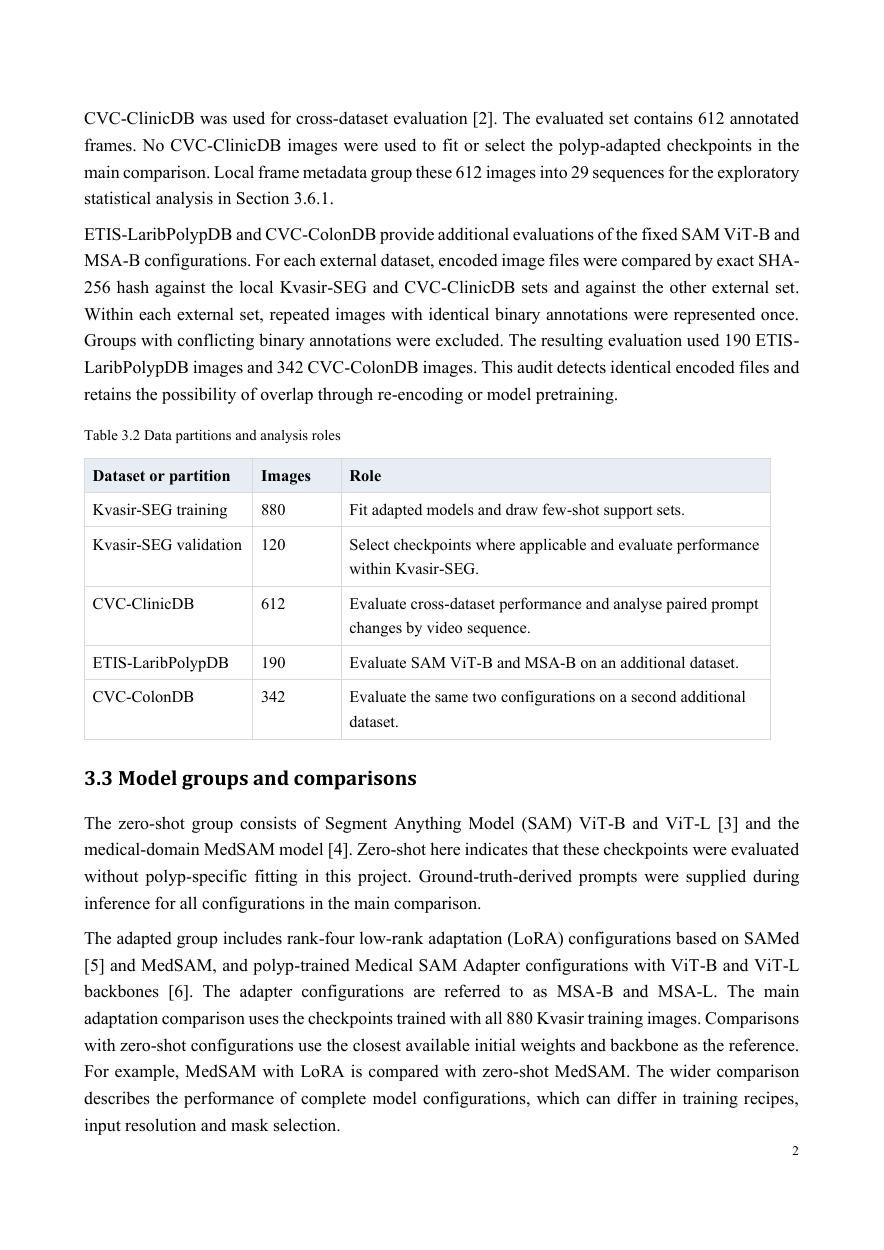 CVC-ClinicDB was used for cross-dataset evaluation [2]. The evaluated set contains 612 annotated
frames. No CVC-ClinicDB images were used to fit or select the polyp-adapted checkpoints in the
main comparison. Local frame metadata group these 612 images into 29 sequences for the exploratory
statistical analysis in Section 3.6.1.
ETIS-LaribPolypDB and CVC-ColonDB provide additional evaluations of the fixed SAM ViT-B and
MSA-B configurations. For each external dataset, encoded image files were compared by exact SHA-
256 hash against the local Kvasir-SEG and CVC-ClinicDB sets and against the other external set.
Within each external set, repeated images with identical binary annotations were represented once.
Groups with conflicting binary annotations were excluded. The resulting evaluation used 190 ETIS-
LaribPolypDB images and 342 CVC-ColonDB images. This audit detects identical encoded files and
retains the possibility of overlap through re-encoding or model pretraining.
Table 3.2 Data partitions and analysis roles
Dataset or partition Images Role
Kvasir-SEG training 880 Fit adapted models and draw few-shot support sets.
Kvasir-SEG validation 120 Select checkpoints where applicable and evaluate performance
within Kvasir-SEG.
CVC-ClinicDB 612 Evaluate cross-dataset performance and analyse paired prompt
changes by video sequence.
ETIS-LaribPolypDB 190 Evaluate SAM ViT-B and MSA-B on an additional dataset.
CVC-ColonDB 342 Evaluate the same two configurations on a second additional
dataset.
3.3 Model groups and comparisons
The zero-shot group consists of Segment Anything Model (SAM) ViT-B and ViT-L [3] and the
medical-domain MedSAM model [4]. Zero-shot here indicates that these checkpoints were evaluated
without polyp-specific fitting in this project. Ground-truth-derived prompts were supplied during
inference for all configurations in the main comparison.
The adapted group includes rank-four low-rank adaptation (LoRA) configurations based on SAMed
[5] and MedSAM, and polyp-trained Medical SAM Adapter configurations with ViT-B and ViT-L
backbones [6]. The adapter configurations are referred to as MSA-B and MSA-L. The main
adaptation comparison uses the checkpoints trained with all 880 Kvasir training images. Comparisons
with zero-shot configurations use the closest available initial weights and backbone as the reference.
For example, MedSAM with LoRA is compared with zero-shot MedSAM. The wider comparison
describes the performance of complete model configurations, which can differ in training recipes,
input resolution and mask selection.
2